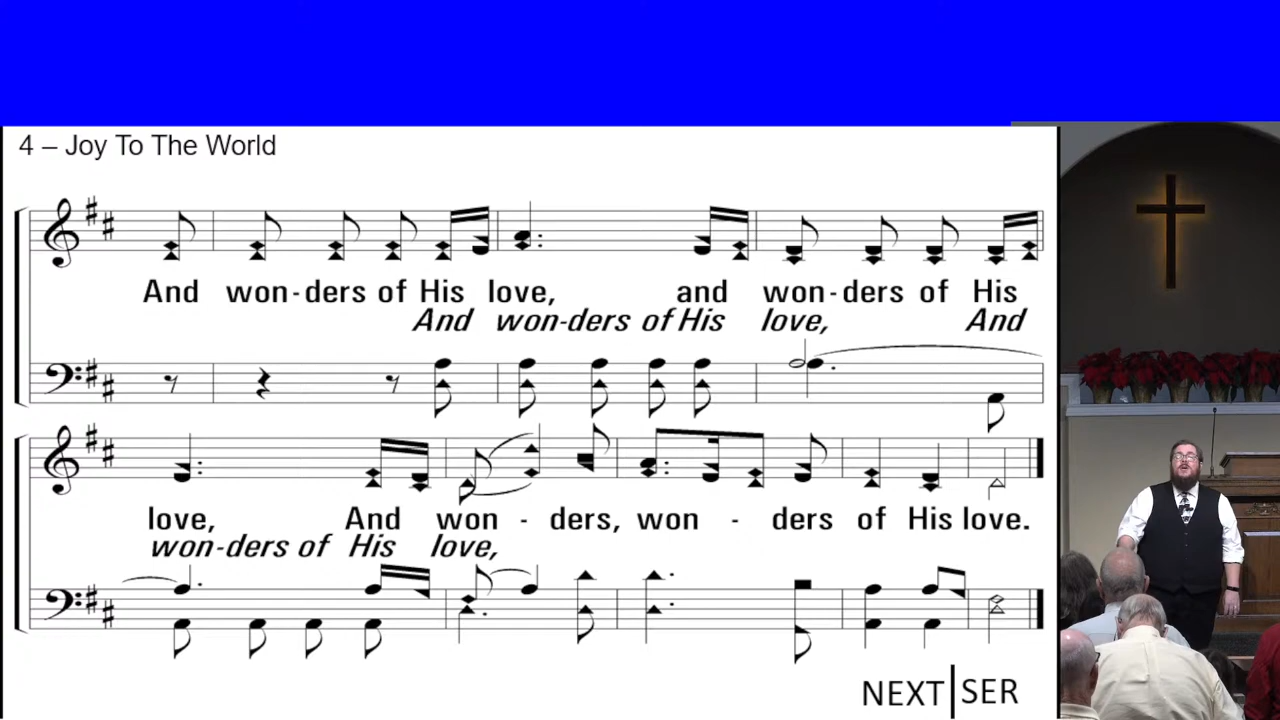 4 – Joy To The World
And won-ders of His love, and won-ders of His
And won-ders of His love, And
love, And won - ders, won - ders of His love.
won-ders of His love,
NEXT|SER